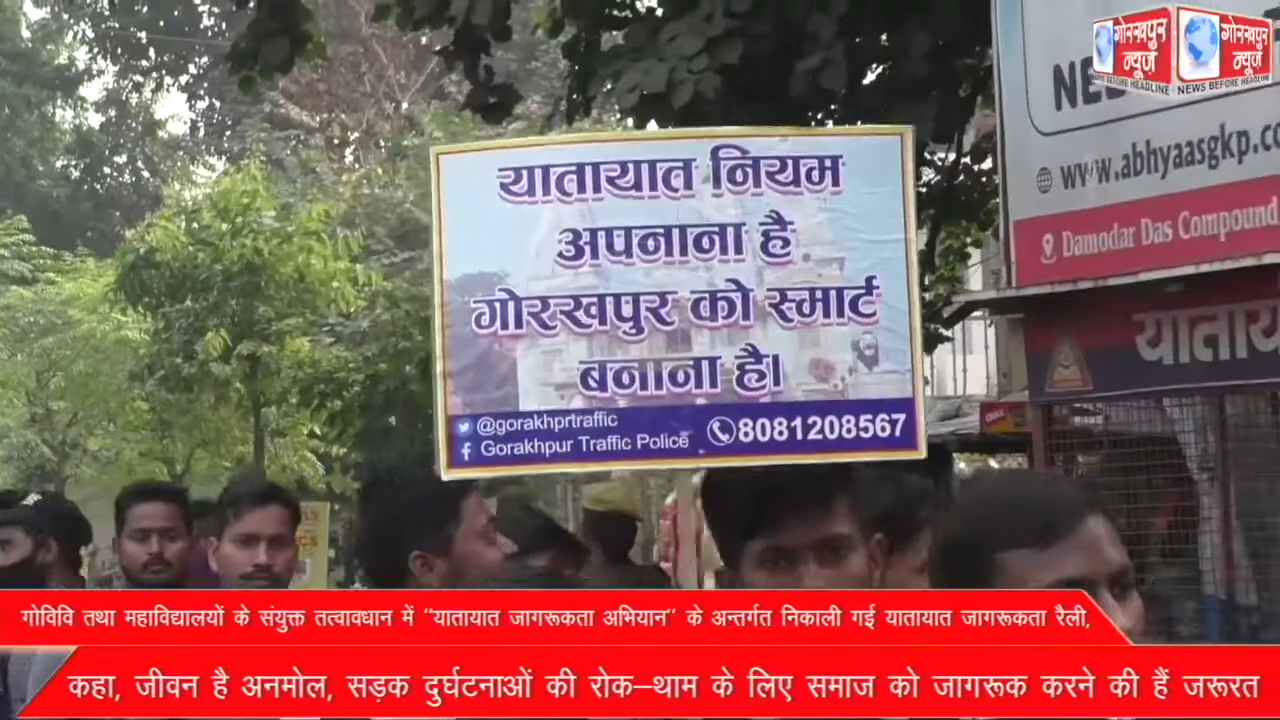 गोरखपुर
न्यूज़
NEWS BEFORE HEADLINE
गोरखपुर
न्यूज़
NEWS BEFORE HEADLINE
www.abhyaasgkp.co
Damodar Das Compound
यातायात नियम
अपनाना है
गोरखपुर को स्मार्ट
बनाना है।
@gorakhprtraffic
Gorakhpur Traffic Police
8081208567
गोविवि तथा महाविद्यालयों के संयुक्त तत्वावधान में “यातायात जागरूकता अभियान” के अन्तर्गत निकाली गई यातायात जागरूकता रैली,
कहा, जीवन है अनमोल, सड़क दुर्घटनाओं की रोक–थाम के लिए समाज को जागरूक करने की हैं जरूरत